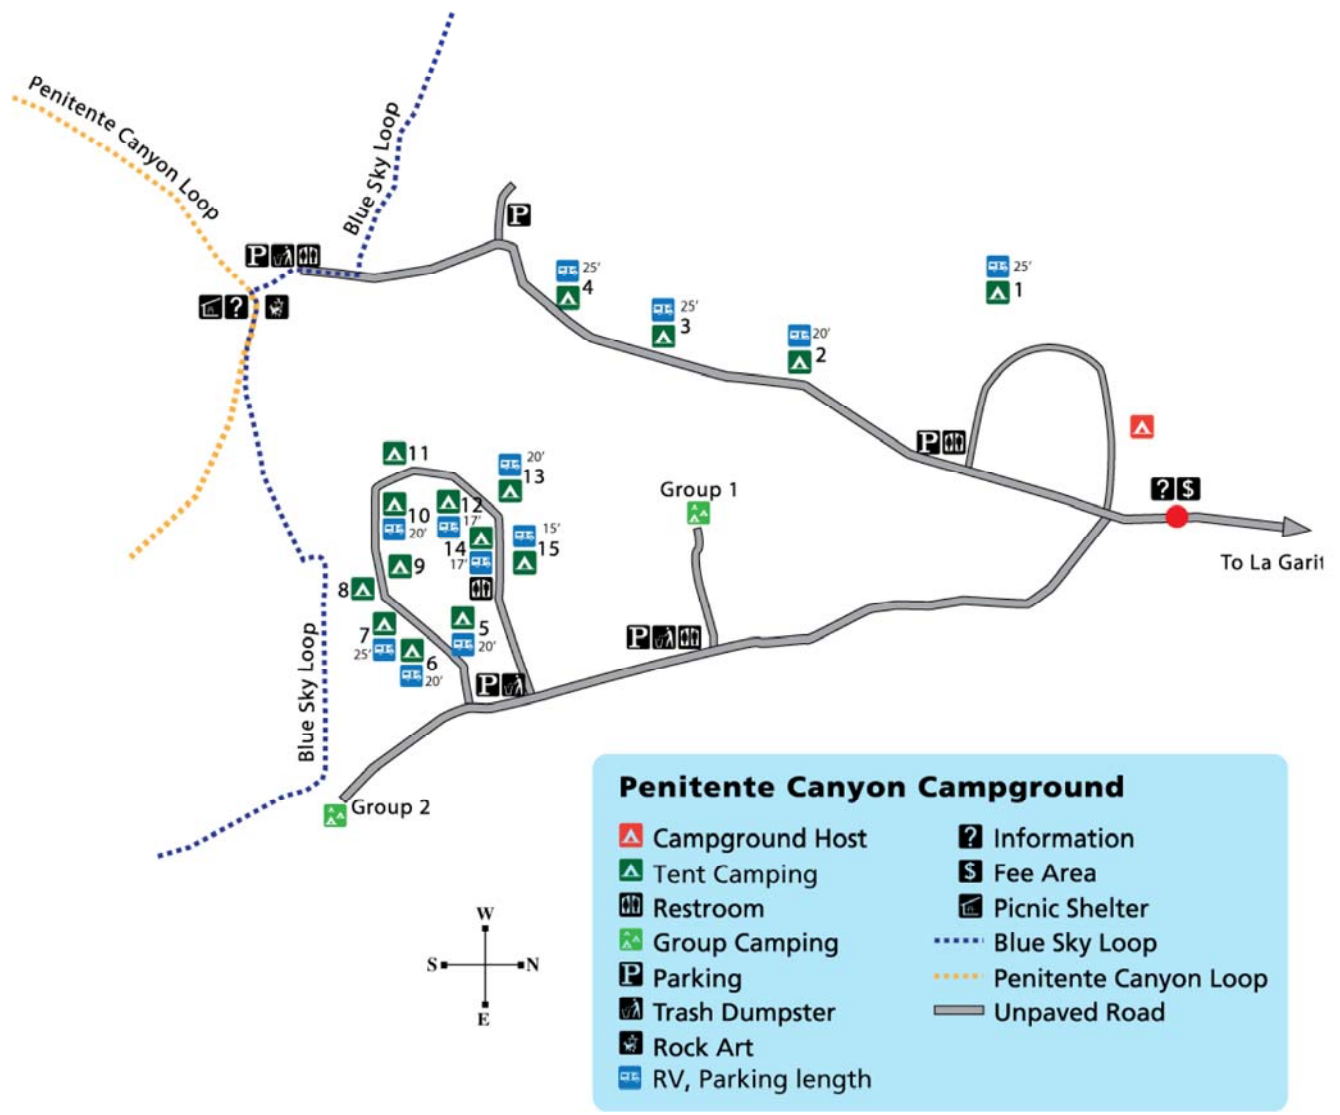 Penitente Canyon Loop
Blue Sky Loop
P
P
25'
4
25'
3
20'
2
25'
1
?
P
? $
To La Garit
11
20'
13
10
20'
12
17'
14
17'
15'
15
Group 1
9
8
7
25'
6
20'
5
20'
P
P
Blue Sky Loop
Group 2
W
S
N
E
Penitente Canyon Campground
Campground Host
Tent Camping
Restroom
Group Camping
P Parking
Trash Dumpster
Rock Art
RV, Parking length
? Information
$ Fee Area
Picnic Shelter
Blue Sky Loop
Penitente Canyon Loop
Unpaved Road